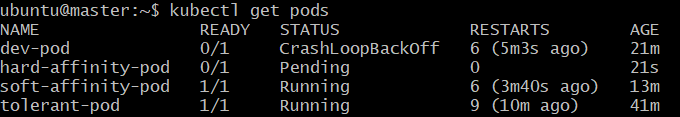 ubuntu@master:~$ kubectl get pods
NAME READY STATUS RESTARTS AGE
dev-pod 0/1 CrashLoopBackOff 6 (5m3s ago) 21m
hard-affinity-pod 0/1 Pending 0 21s
soft-affinity-pod 1/1 Running 6 (3m40s ago) 13m
tolerant-pod 1/1 Running 9 (10m ago) 41m